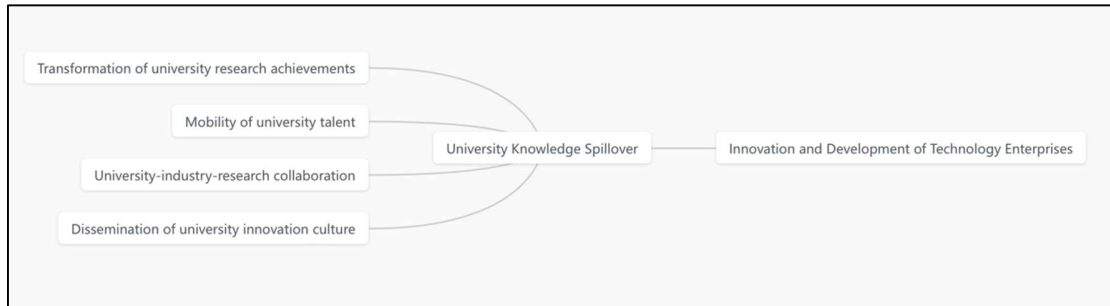 Transformation of university research achievements
Mobility of university talent
University-industry-research collaboration
Dissemination of university innovation culture
University Knowledge Spillover
Innovation and Development of Technology Enterprises